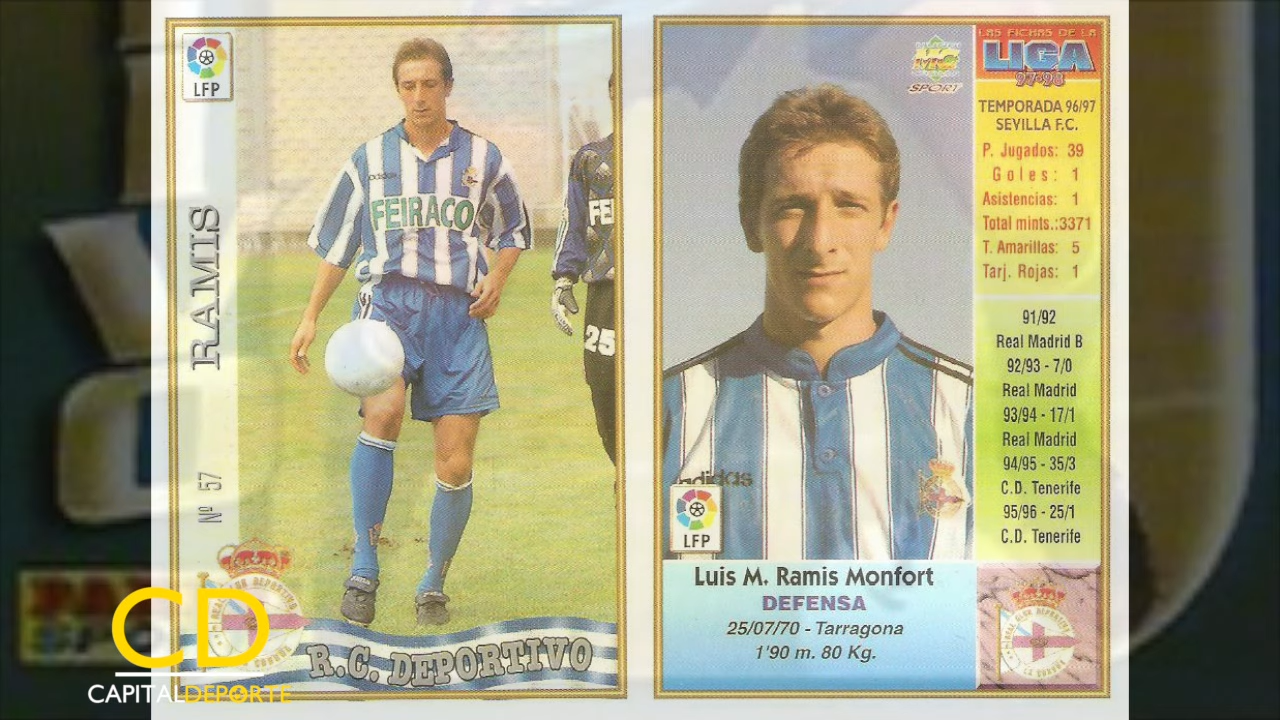 LFP
RAMIS
Nº 57
adidas
FEIRACO
FE
25
R.C. DEPORTIVO
adidas
LFP
MC
SPORT
LAS FICHAS DE LA
LIGA
97-98
TEMPORADA 96/97
SEVILLA F.C.
P. Jugados: 39
Goles: 1
Asistencias: 1
Total mints.:3371
T. Amarillas: 5
Tarj. Rojas: 1
91/92
Real Madrid B
92/93 - 7/0
Real Madrid
93/94 - 17/1
Real Madrid
94/95 - 35/3
C.D. Tenerife
95/96 - 25/1
C.D. Tenerife
Luis M. Ramis Monfort
DEFENSA
25/07/70 - Tarragona
1'90 m. 80 Kg.
CD
CAPITALDEPORTE